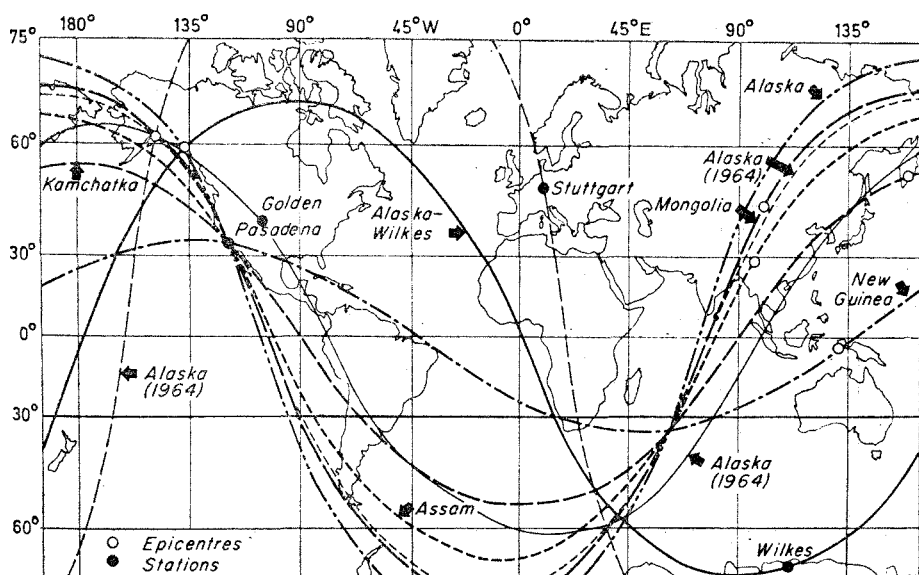 180° 135° 45°W 0° 45°E 90° 135°
75°
60°
30°
0°
30°
60°
Alaska
Kamchatka
Golden
Pasadena
Alaska-
Wilkes
Stuttgart
Alaska
(1964)
Mongolia
New
Guinea
Alaska
(1964)
Alaska
(1964)
Assam
Wilkes
Epicentres
Stations